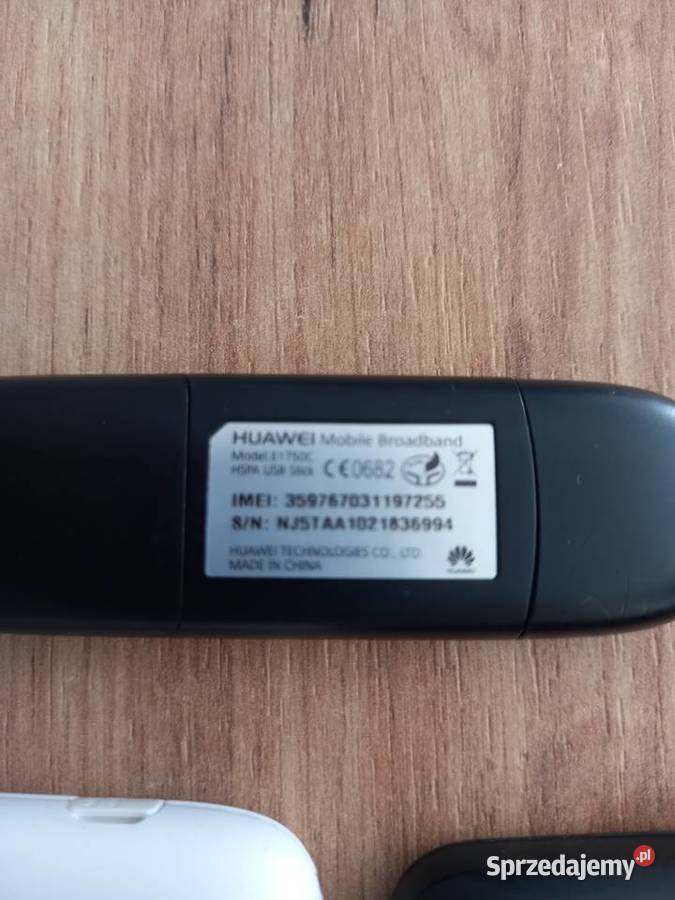 HUAWEI Mobile Broadband
Model:E1750C
HSPA USB Stick CE0682
IMEI: 359767031197255
S/N: NJ5TAA1021836994
HUAWEI TECHNOLOGIES CO., LTD.
MADE IN CHINA
HUAWEI
Sprzedajemy.pl